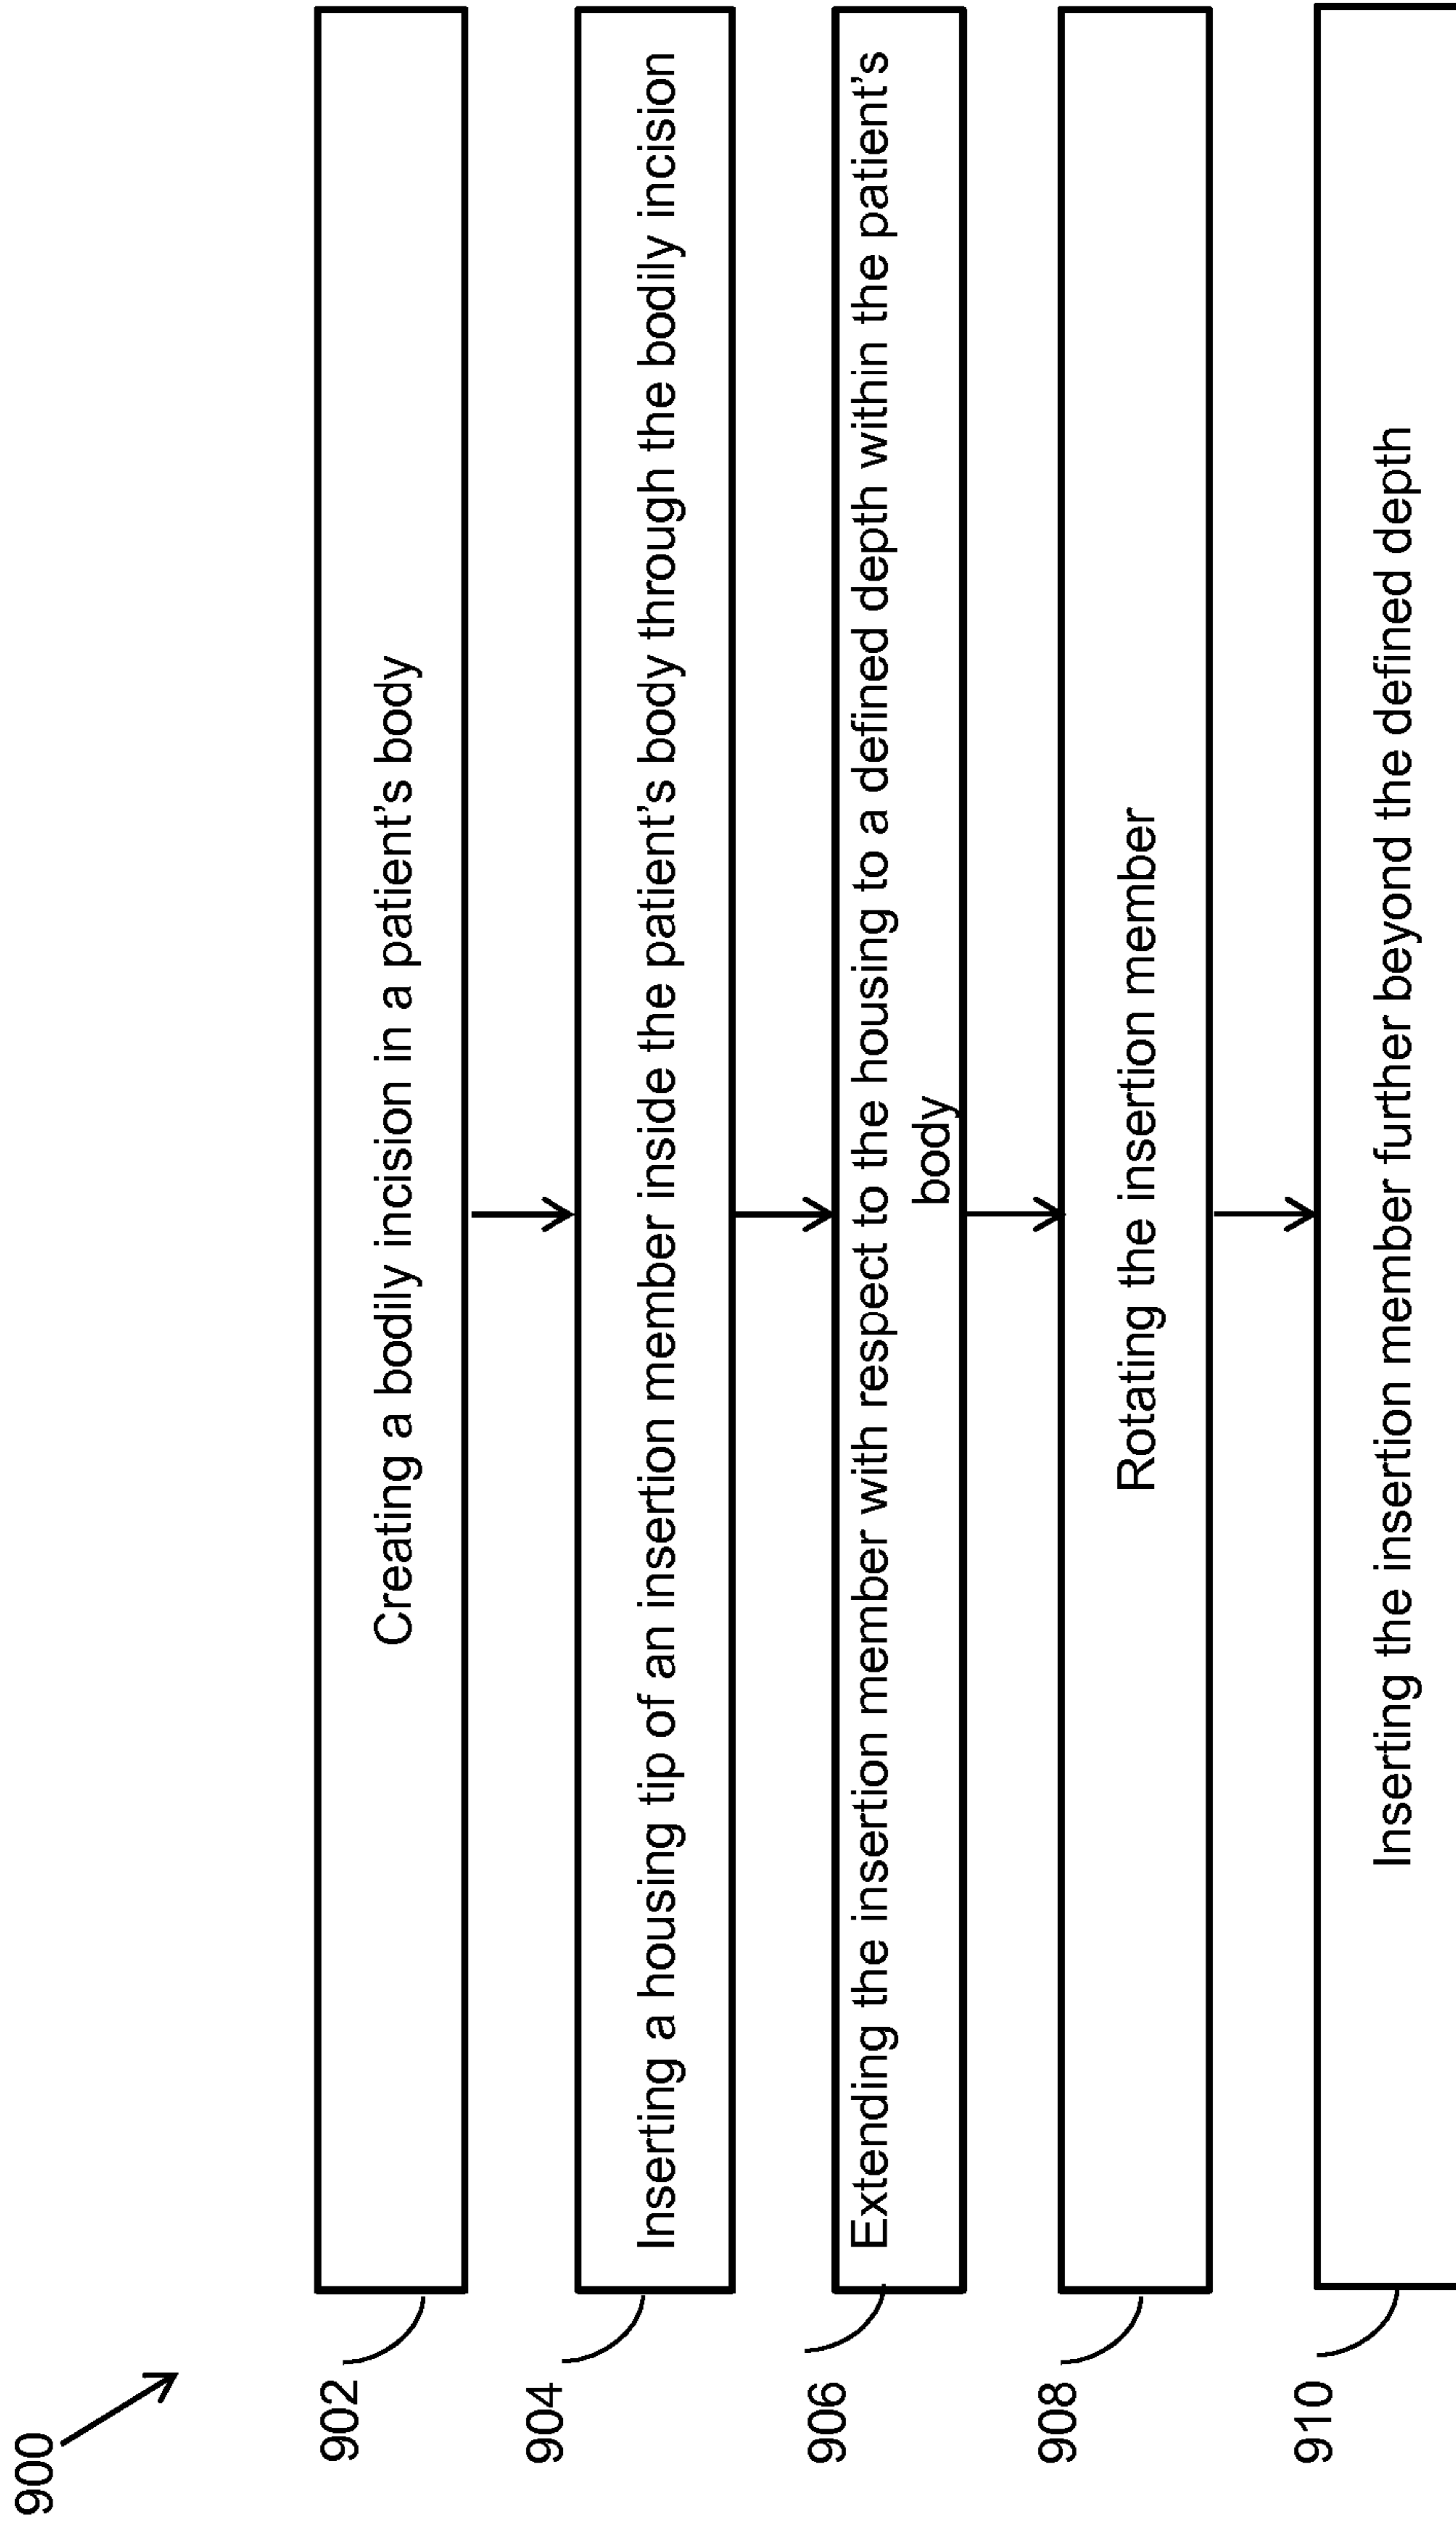 900
902
Creating a bodily incision in a patient's body
904
Inserting a housing tip of an insertion member inside the patient's body through the bodily incision
906
Extending the insertion member with respect to the housing to a defined depth within the patient's
body
908
Rotating the insertion member
910
Inserting the insertion member further beyond the defined depth